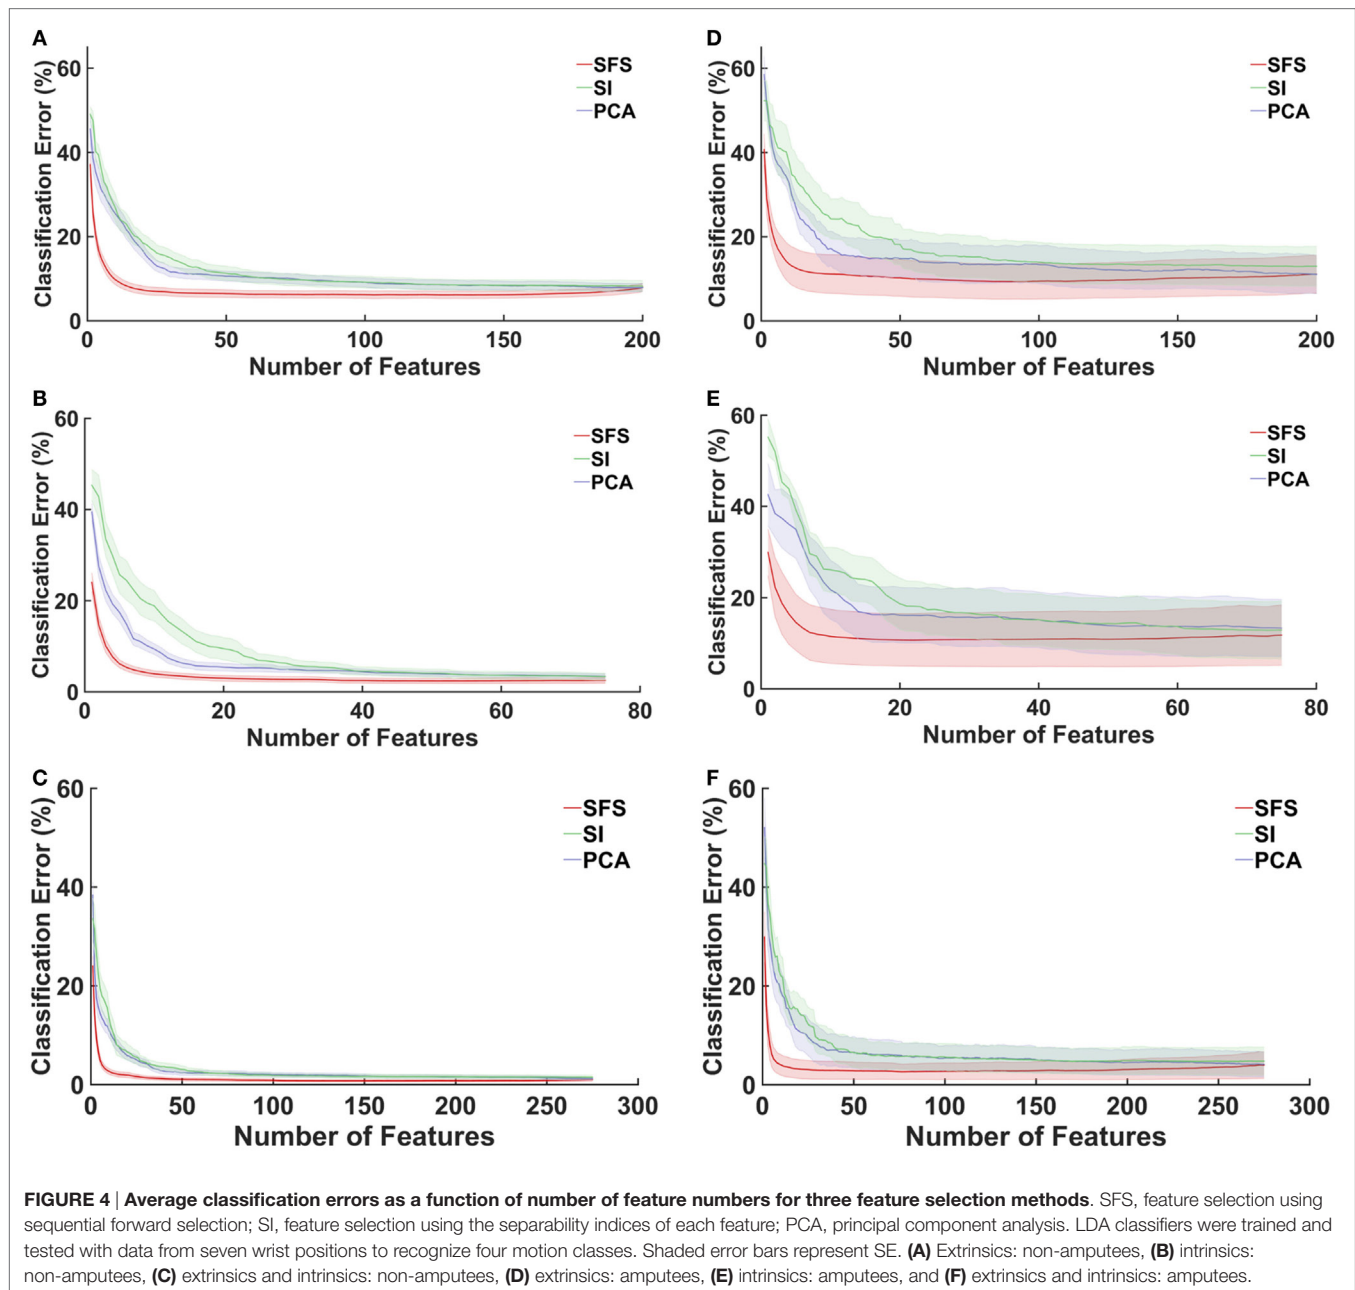 A
60
40
20
0
Classification Error (%)
SFS
SI
PCA
0 50 100 150 200
Number of Features
D
60
40
20
0
Classification Error (%)
SFS
SI
PCA
0 50 100 150 200
Number of Features
B
60
40
20
0
Classification Error (%)
SFS
SI
PCA
0 20 40 60 80
Number of Features
E
60
40
20
0
Classification Error (%)
SFS
SI
PCA
0 20 40 60 80
Number of Features
C
60
40
20
0
Classification Error (%)
SFS
SI
PCA
0 50 100 150 200 250 300
Number of Features
F
60
40
20
0
Classification Error (%)
SFS
SI
PCA
0 50 100 150 200 250 300
Number of Features
FIGURE 4 | Average classification errors as a function of number of feature numbers for three feature selection methods. SFS, feature selection using
sequential forward selection; SI, feature selection using the separability indices of each feature; PCA, principal component analysis. LDA classifiers were trained and
tested with data from seven wrist positions to recognize four motion classes. Shaded error bars represent SE. (A) Extrinsics: non-amputees, (B) intrinsics:
non-amputees, (C) extrinsics and intrinsics: non-amputees, (D) extrinsics: amputees, (E) intrinsics: amputees, and (F) extrinsics and intrinsics: amputees.